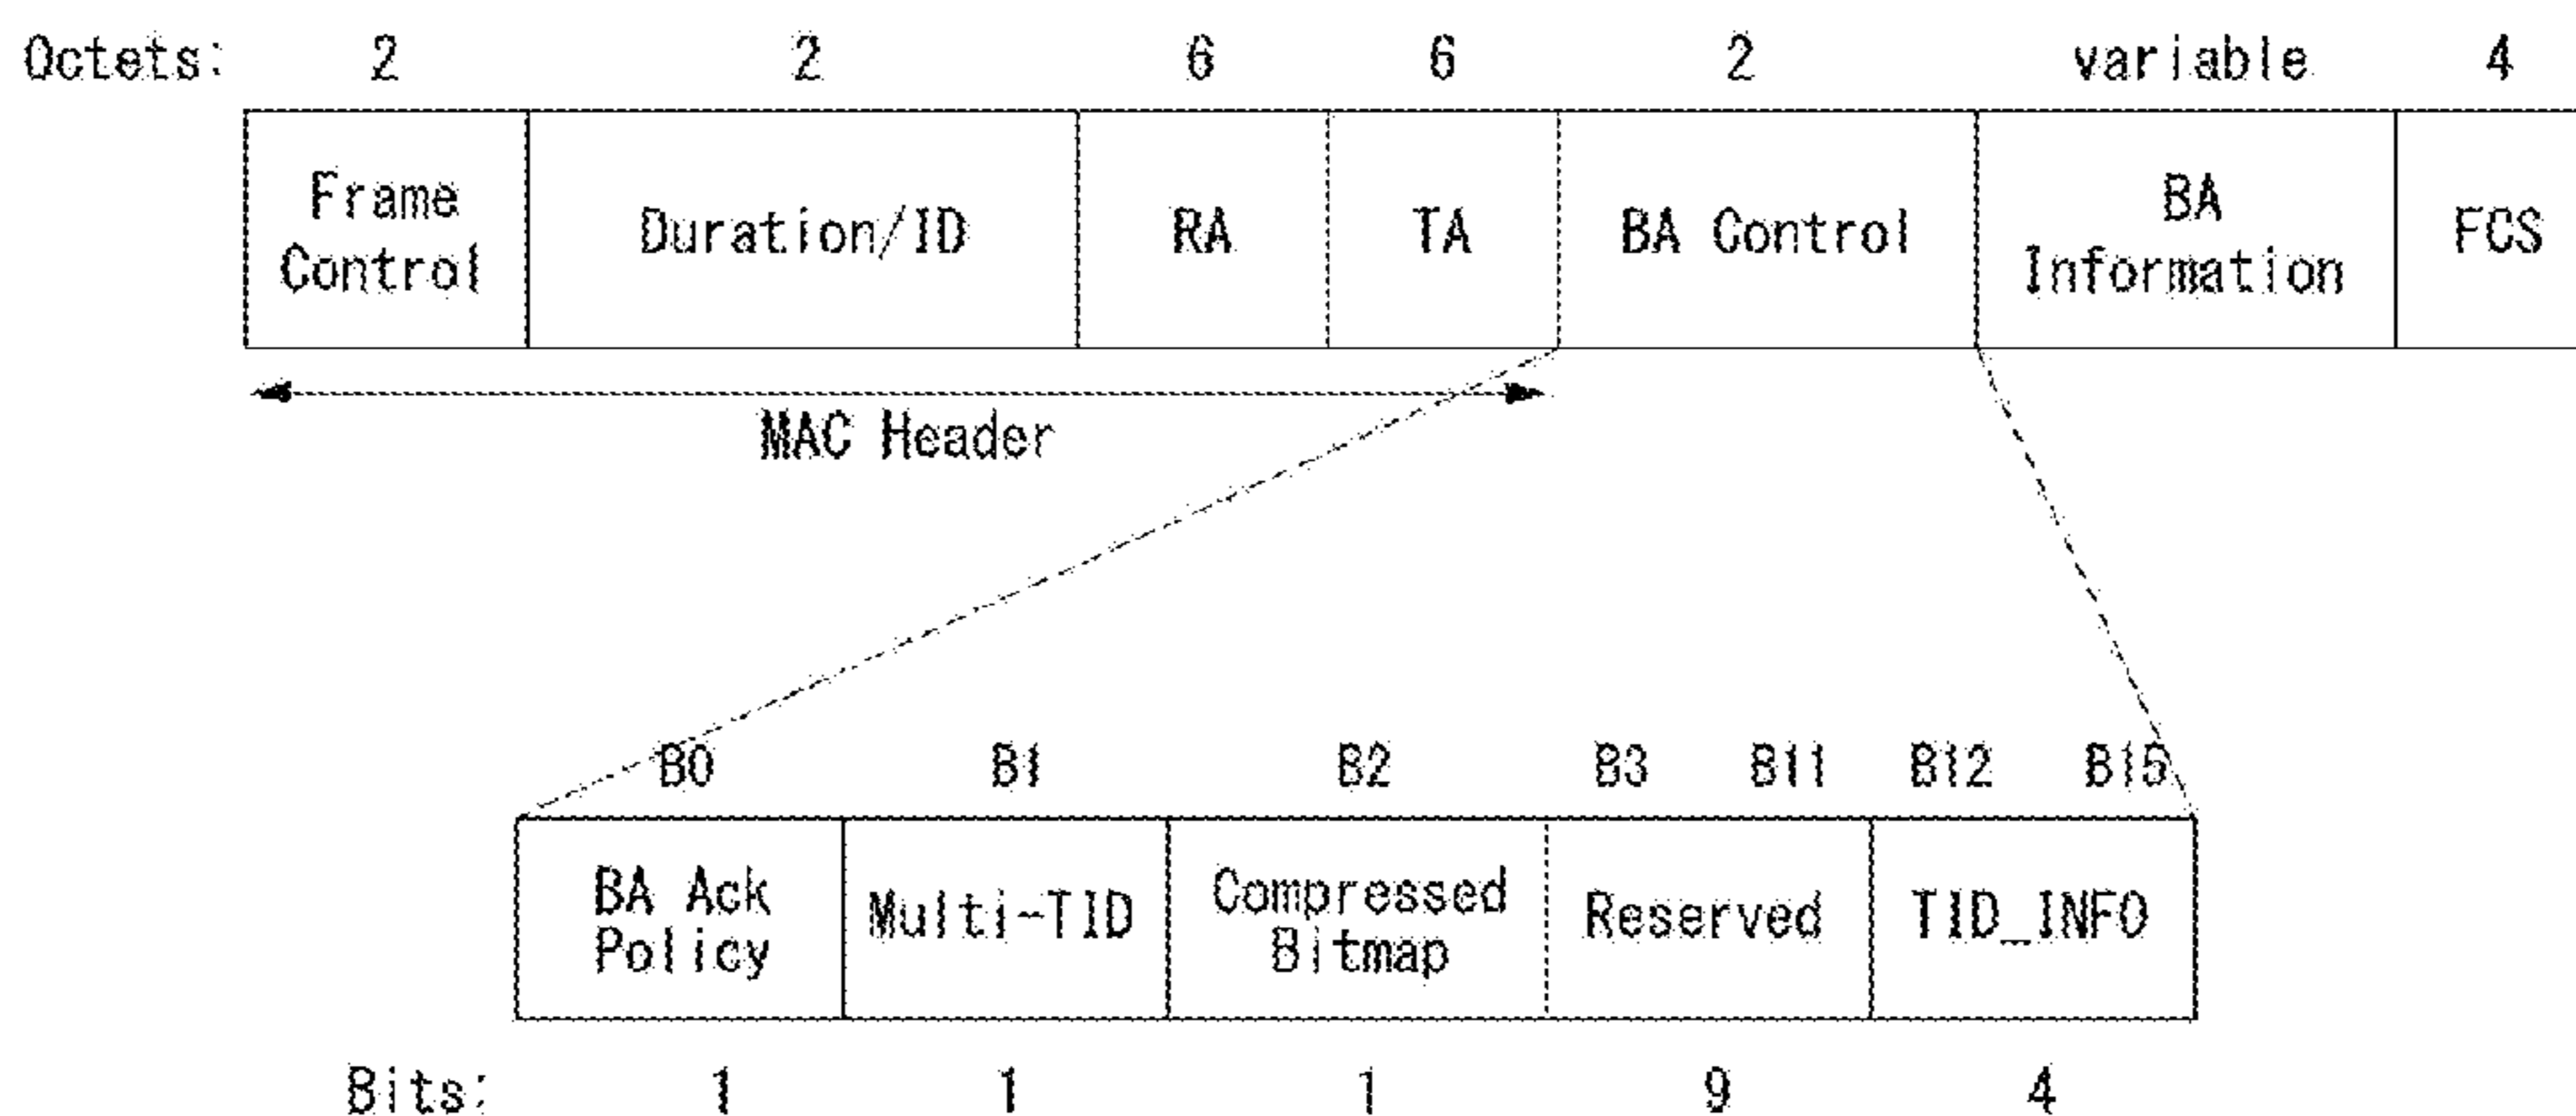 Octets: 2 2 6 6 2 variable 4
Frame Control Duration/ID RA TA BA Control BA Information FCS
MAC Header
B0 B1 B2 B3 B11 B12 B15
BA Ack Policy Multi-TID Compressed Bitmap Reserved TID_INFO
Bits: 1 1 1 9 4